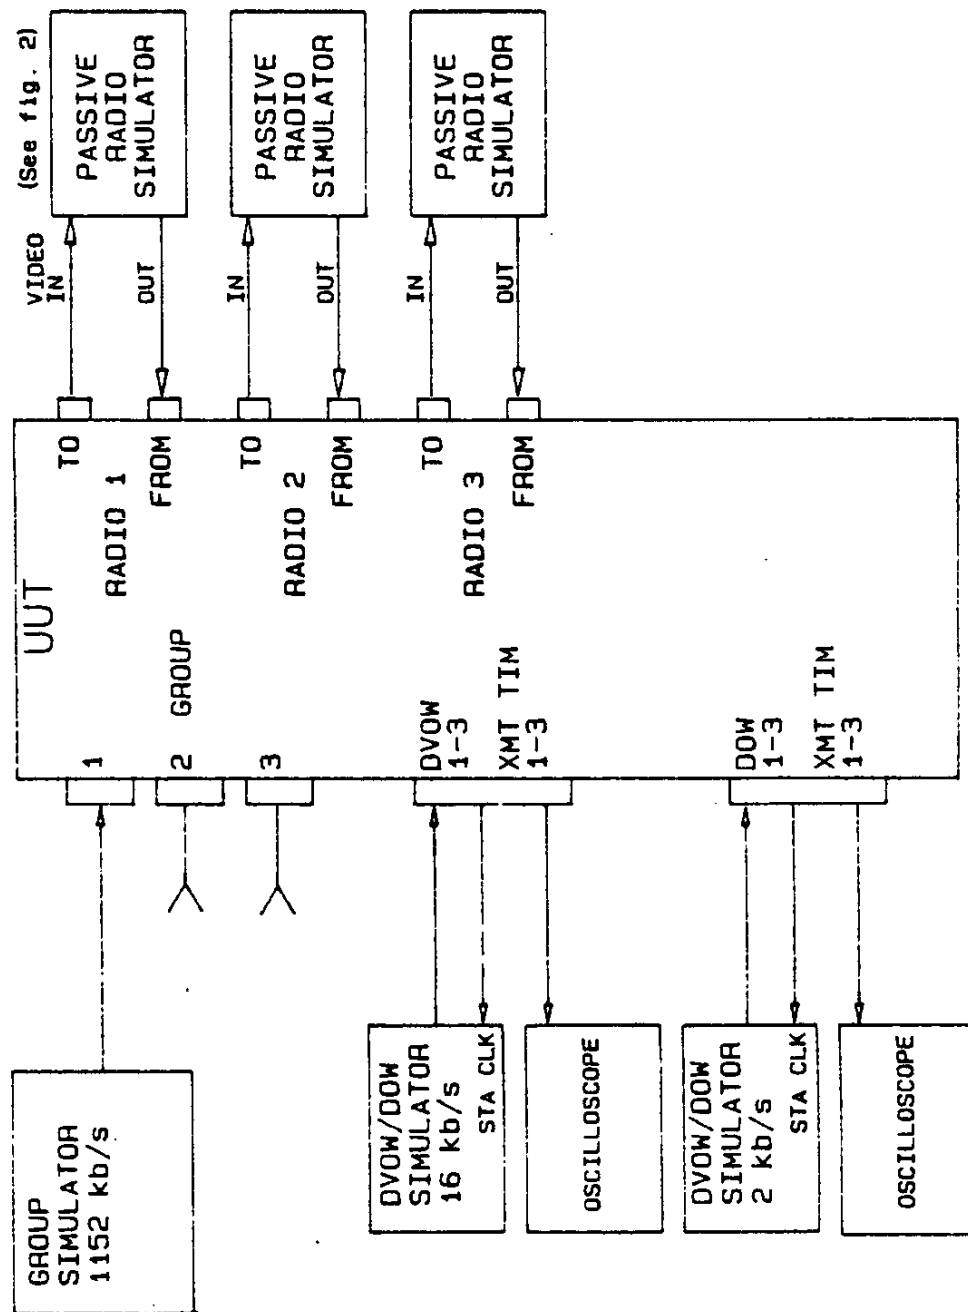 (See fig. 2)
PASSIVE
RADIO
SIMULATOR
PASSIVE
RADIO
SIMULATOR
PASSIVE
RADIO
SIMULATOR
VIDEO
IN
OUT
IN
OUT
IN
OUT
UUT
TO
RADIO 1
FROM
TO
RADIO 2
FROM
TO
RADIO 3
FROM
1
2
GROUP
3
DVOW
1-3
XMT TIM
1-3
DOW
1-3
XMT TIM
1-3
GROUP
SIMULATOR
1152 kb/s
DVOW/DOW
SIMULATOR
16 kb/s
STA CLK
OSCILLOSCOPE
DVOW/DOW
SIMULATOR
2 kb/s
STA CLK
OSCILLOSCOPE